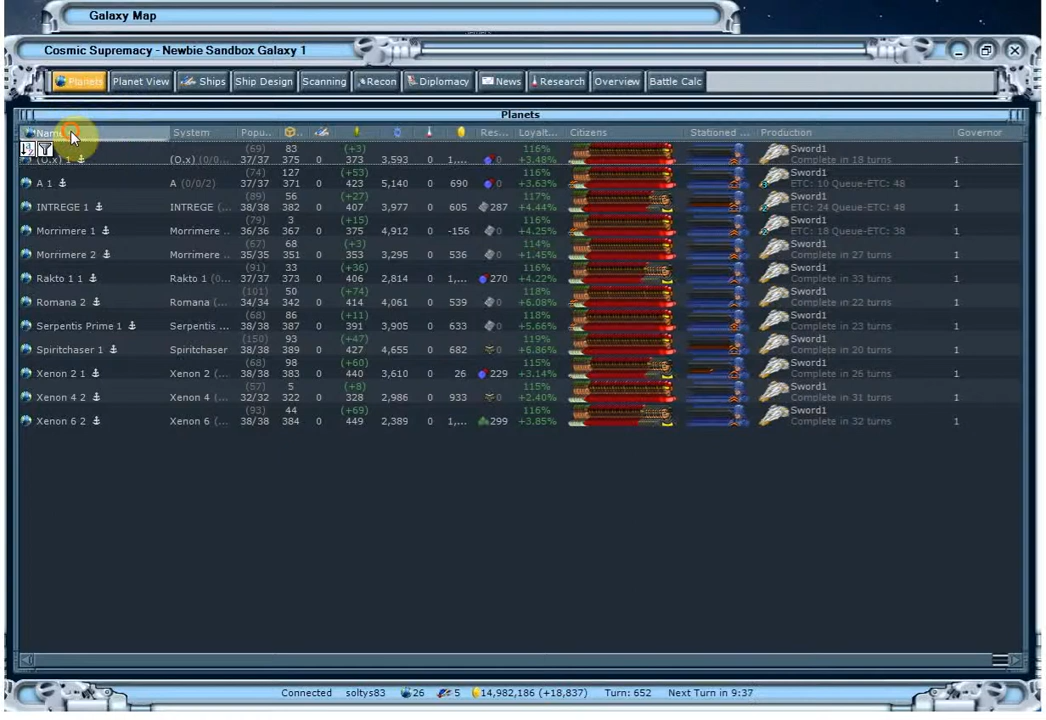 Galaxy Map
Cosmic Supremacy - Newbie Sandbox Galaxy 1
Planets Planet View Ships Ship Design Scanning Recon Diplomacy News Research Overview Battle Calc
Planets
Name System Popu.. Res... Loyalt... Citizens Stationed ... Production Governor
(69) 83 (+3) 116% Sword1
(O.x) 1 (O.x) (0/0... 37/37 375 0 373 3,593 0 1,... 0 +3.48% Complete in 18 turns 1
(74) 127 (+53) 116% Sword1
A 1 A (0/0/2) 37/37 371 0 423 5,140 0 690 0 +3.63% ETC: 10 Queue-ETC: 48 1
(89) 56 (+27) 117% Sword1
INTREGE 1 INTREGE (... 38/38 382 0 407 3,977 0 605 287 +4.44% ETC: 24 Queue-ETC: 48 1
(79) 3 (+15) 116% Sword1
Morrimere 1 Morrimere .. 36/36 367 0 375 4,912 0 -156 0 +4.25% ETC: 18 Queue-ETC: 38 1
(67) 68 (+3) 114% Sword1
Morrimere 2 Morrimere .. 35/35 351 0 353 3,295 0 536 0 +1.45% Complete in 27 turns 1
(91) 33 (+36) 116% Sword1
Rakto 1 1 Rakto 1 (0... 37/37 373 0 406 2,814 0 1,... 270 +4.22% Complete in 33 turns 1
(101) 50 (+74) 118% Sword1
Romana 2 Romana (... 34/34 342 0 414 4,061 0 539 0 +6.08% Complete in 22 turns 1
(68) 86 (+11) 118% Sword1
Serpentis Prime 1 Serpentis ... 38/38 387 0 391 3,905 0 633 0 +5.66% Complete in 23 turns 1
(150) 93 (+47) 119% Sword1
Spiritchaser 1 Spiritchaser 38/38 389 0 427 4,655 0 682 0 +6.86% Complete in 20 turns 1
(68) 98 (+60) 115% Sword1
Xenon 2 1 Xenon 2 (... 38/38 383 0 440 3,610 0 26 229 +3.14% Complete in 26 turns 1
(57) 5 (+8) 115% Sword1
Xenon 4 2 Xenon 4 (... 32/32 322 0 328 2,986 0 933 0 +2.40% Complete in 31 turns 1
(93) 44 (+69) 116% Sword1
Xenon 6 2 Xenon 6 (... 38/38 384 0 449 2,389 0 1,... 299 +3.85% Complete in 32 turns 1
Connected soltys83 26 5 14,982,186 (+18,837) Turn: 652 Next Turn in 9:37